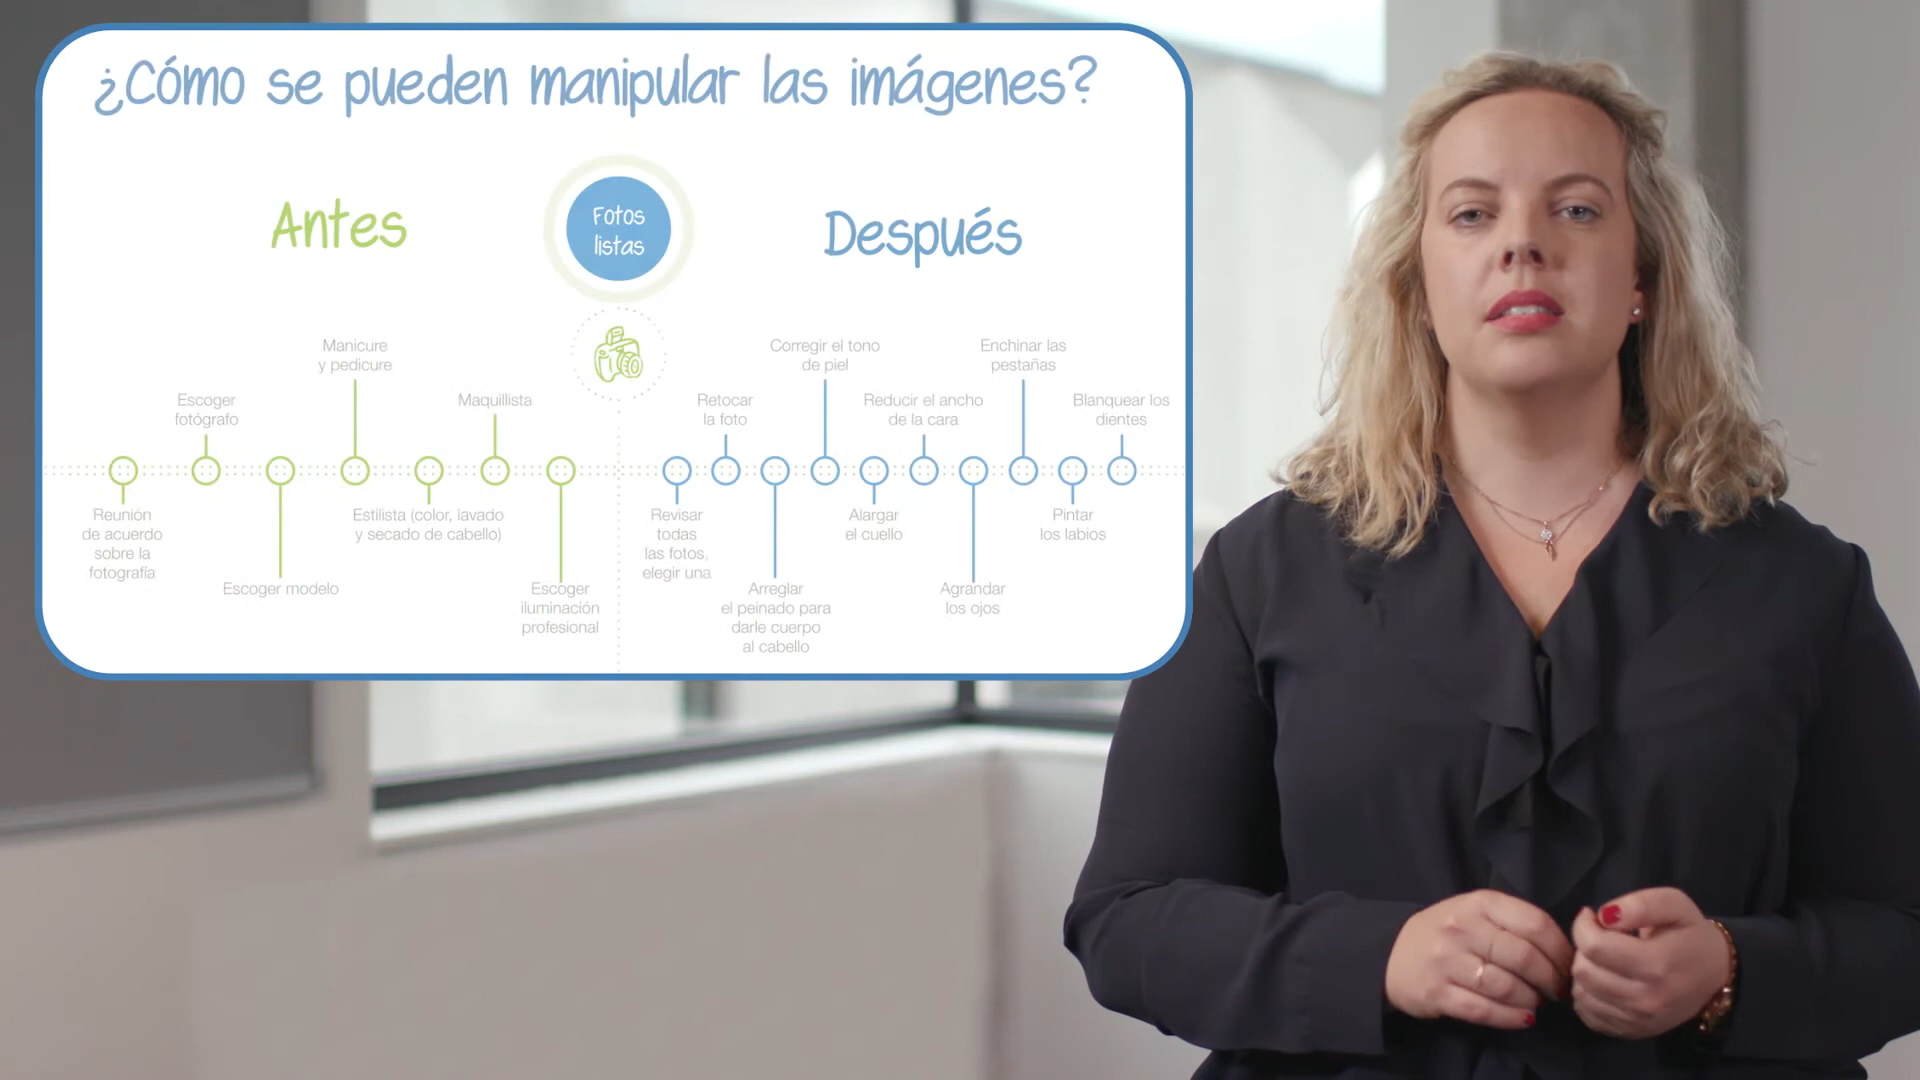 ¿Cómo se pueden manipular las imágenes?
Antes
Fotos
listas
Después
Reunión
de acuerdo
sobre la
fotografía
Escoger
fotógrafo
Escoger modelo
Manicure
y pedicure
Estilista (color, lavado
y secado de cabello)
Maquillista
Escoger
iluminación
profesional
Revisar
todas
las fotos,
elegir una
Retocar
la foto
Arreglar
el peinado para
darle cuerpo
al cabello
Corregir el tono
de piel
Alargar
el cuello
Reducir el ancho
de la cara
Agrandar
los ojos
Enchinar las
pestañas
Pintar
los labios
Blanquear los
dientes